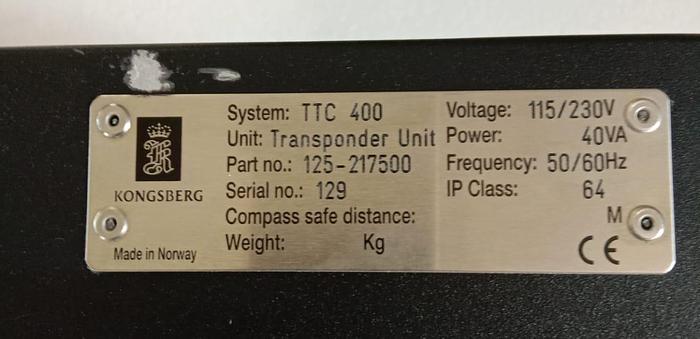 System: TTC 400
Unit: Transponder Unit
Part no.: 125-217500
Serial no.: 129
Compass safe distance: M
Weight: Kg
Voltage: 115/230V
Power: 40VA
Frequency: 50/60Hz
IP Class: 64
KONGSBERG
Made in Norway
CE